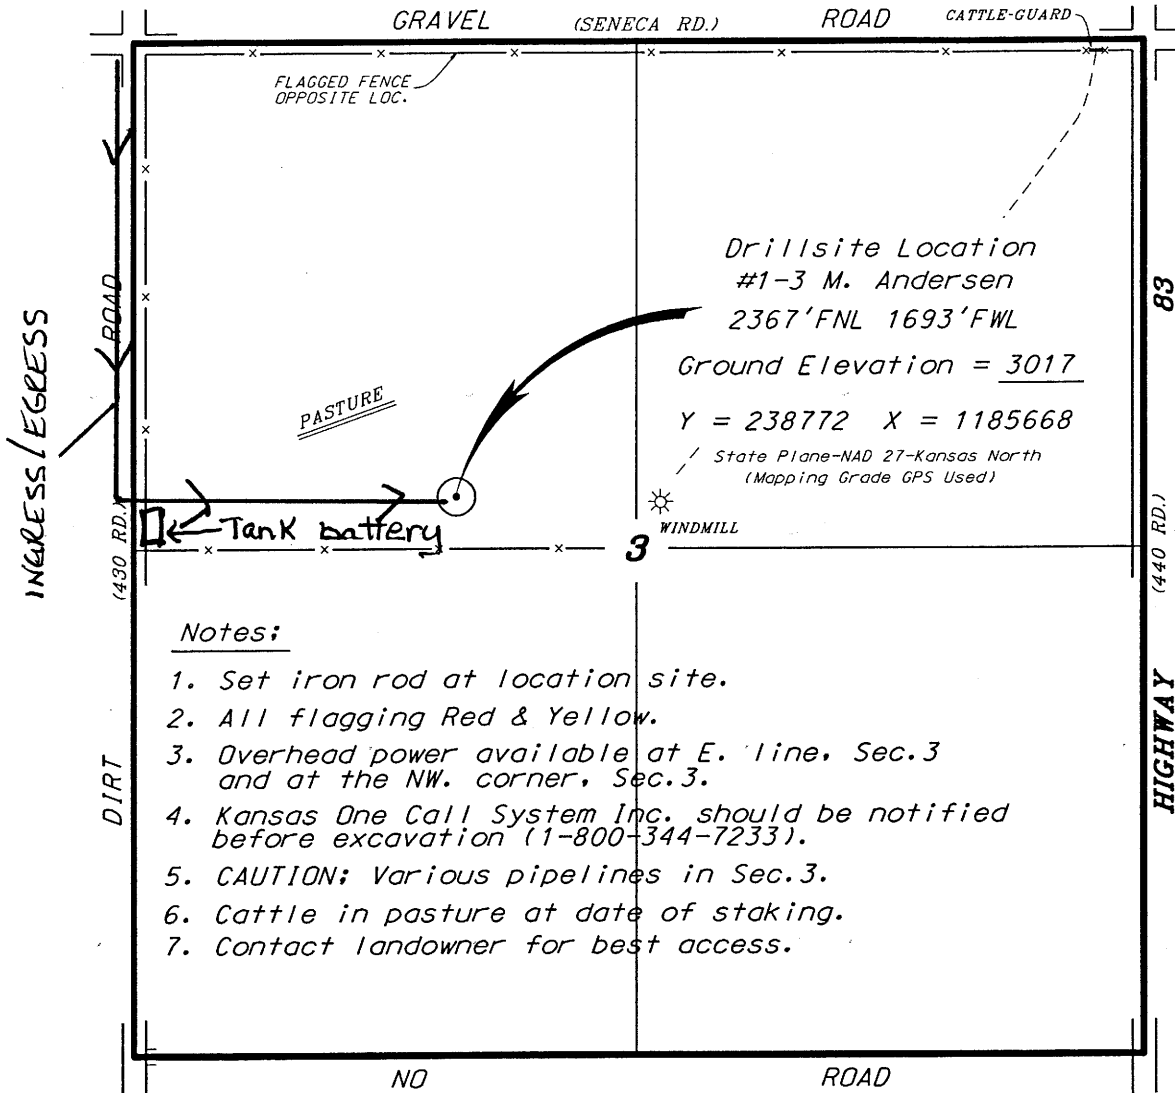 GRAVEL (SENECA RD.) ROAD CATTLE-GUARD
FLAGGED FENCE
OPPOSITE LOC.
Drillsite Location
#1-3 M. Andersen
2367'FNL 1693'FWL
Ground Elevation = 3017
Y = 238772 X = 1185668
State Plane-NAD 27-Kansas North
(Mapping Grade GPS Used)
PASTURE
WINDMILL
3
Tank battery
INGRESS/EGRESS
ROAD
(430 RD.)
DIRT
83
(440 RD.)
HIGHWAY
Notes:
1. Set iron rod at location site.
2. All flagging Red & Yellow.
3. Overhead power available at E. line, Sec.3
and at the NW. corner, Sec.3.
4. Kansas One Call System Inc. should be notified
before excavation (1-800-344-7233).
5. CAUTION: Various pipelines in Sec.3.
6. Cattle in pasture at date of staking.
7. Contact landowner for best access.
NO ROAD